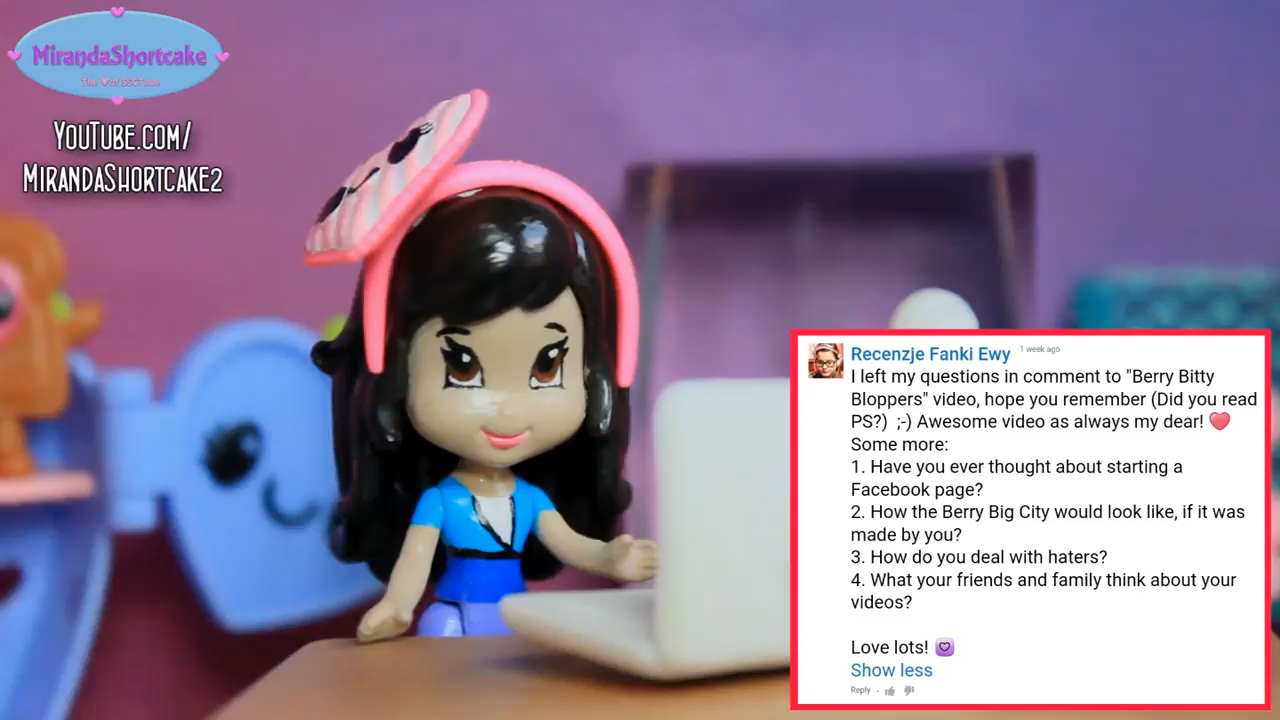 MirandaShortcake
The ♥ of SSCTube
YouTube.com/
MirandaShortcake2
Recenzje Fanki Ewy 1 week ago
I left my questions in comment to "Berry Bitty
Bloppers" video, hope you remember (Did you read
PS?) ;-) Awesome video as always my dear! ❤
Some more:
1. Have you ever thought about starting a
Facebook page?
2. How the Berry Big City would look like, if it was
made by you?
3. How do you deal with haters?
4. What your friends and family think about your
videos?
Love lots! 💟
Show less
Reply